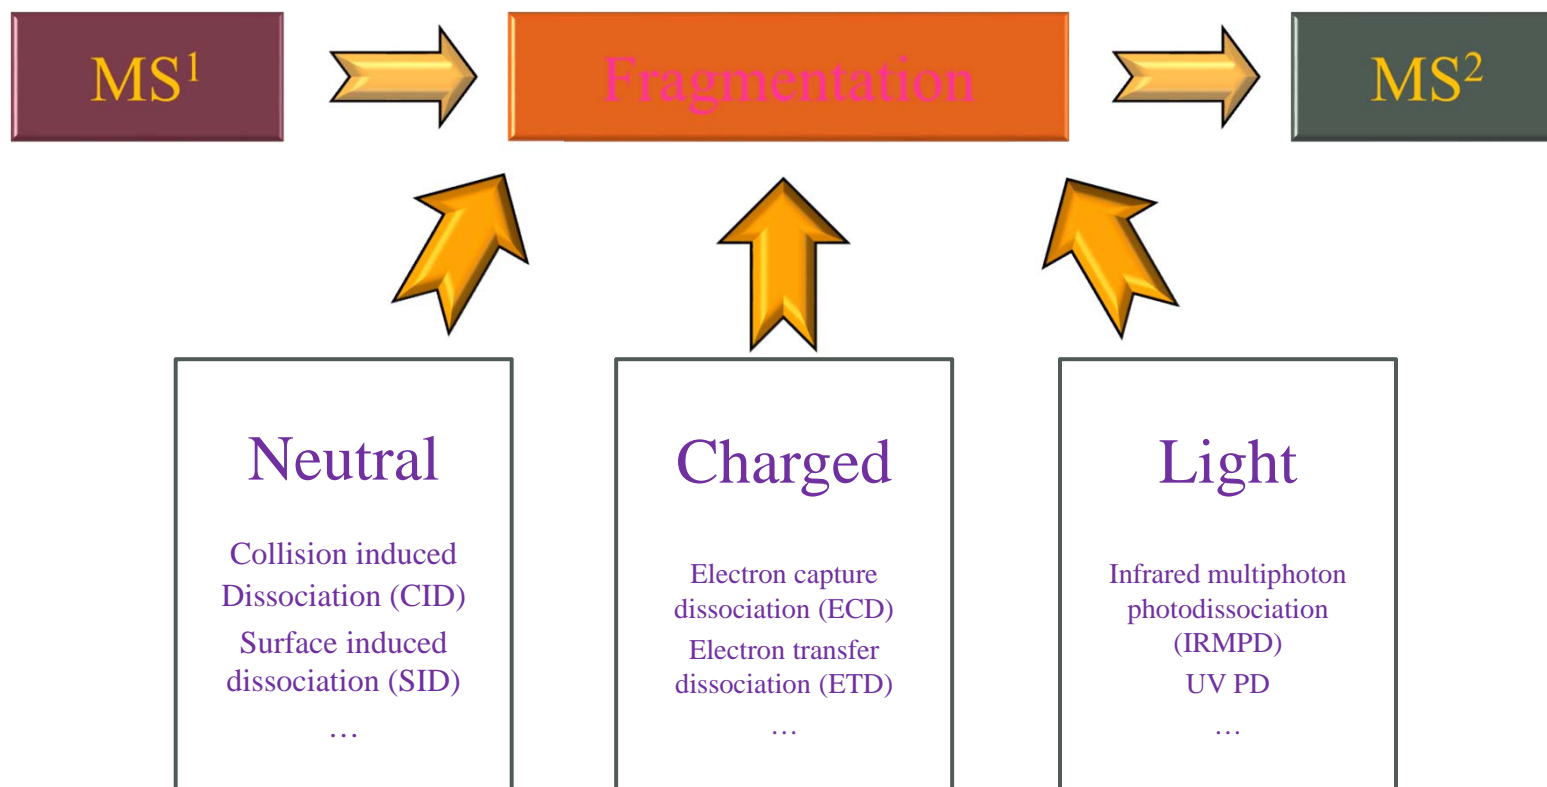 MS¹
Fragmentation
MS²
Neutral
Collision induced
Dissociation (CID)
Surface induced
dissociation (SID)
…
Charged
Electron capture
dissociation (ECD)
Electron transfer
dissociation (ETD)
…
Light
Infrared multiphoton
photodissociation
(IRMPD)
UV PD
…